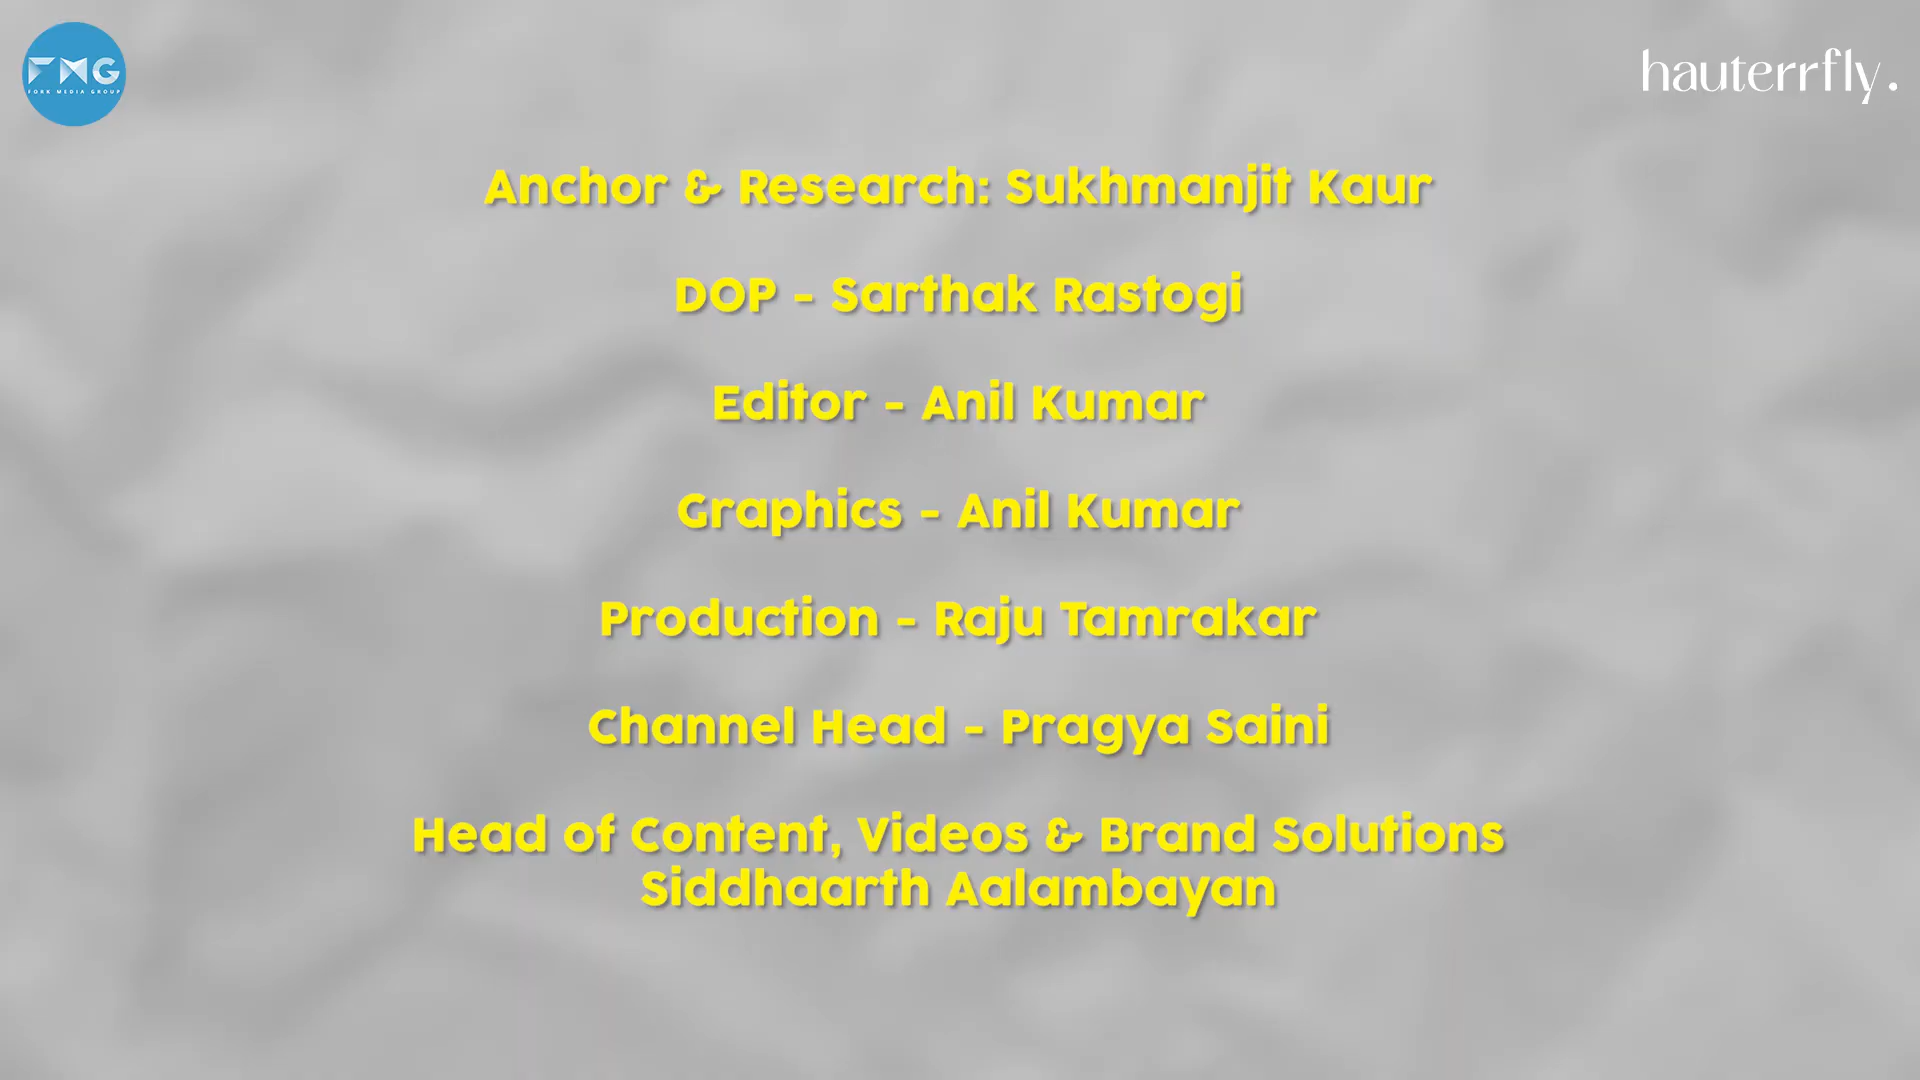 FMG
FORK MEDIA GROUP
hauterrfly.
Anchor & Research: Sukhmanjit Kaur
DOP - Sarthak Rastogi
Editor - Anil Kumar
Graphics - Anil Kumar
Production - Raju Tamrakar
Channel Head - Pragya Saini
Head of Content, Videos & Brand Solutions
Siddhaarth Aalambayan